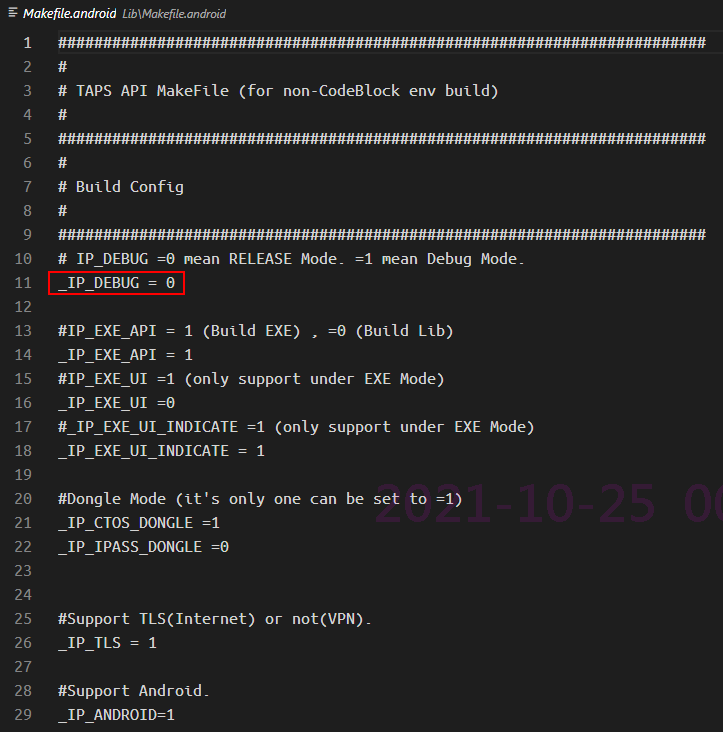 Makefile.android Lib\Makefile.android
1 ########################################################################
2 #
3 # TAPS API MakeFile (for non-CodeBlock env build)
4 #
5 ########################################################################
6 #
7 # Build Config
8 #
9 ########################################################################
10 # IP_DEBUG =0 mean RELEASE Mode. =1 mean Debug Mode.
11 _IP_DEBUG = 0
12
13 #IP_EXE_API = 1 (Build EXE) , =0 (Build Lib)
14 _IP_EXE_API = 1
15 #IP_EXE_UI =1 (only support under EXE Mode)
16 _IP_EXE_UI =0
17 #_IP_EXE_UI_INDICATE =1 (only support under EXE Mode)
18 _IP_EXE_UI_INDICATE = 1
19
20 #Dongle Mode (it's only one can be set to =1)
2021-10-25
21 _IP_CTOS_DONGLE =1
22 _IP_IPASS_DONGLE =0
23
24
25 #Support TLS(Internet) or not(VPN).
26 _IP_TLS = 1
27
28 #Support Android.
29 _IP_ANDROID=1